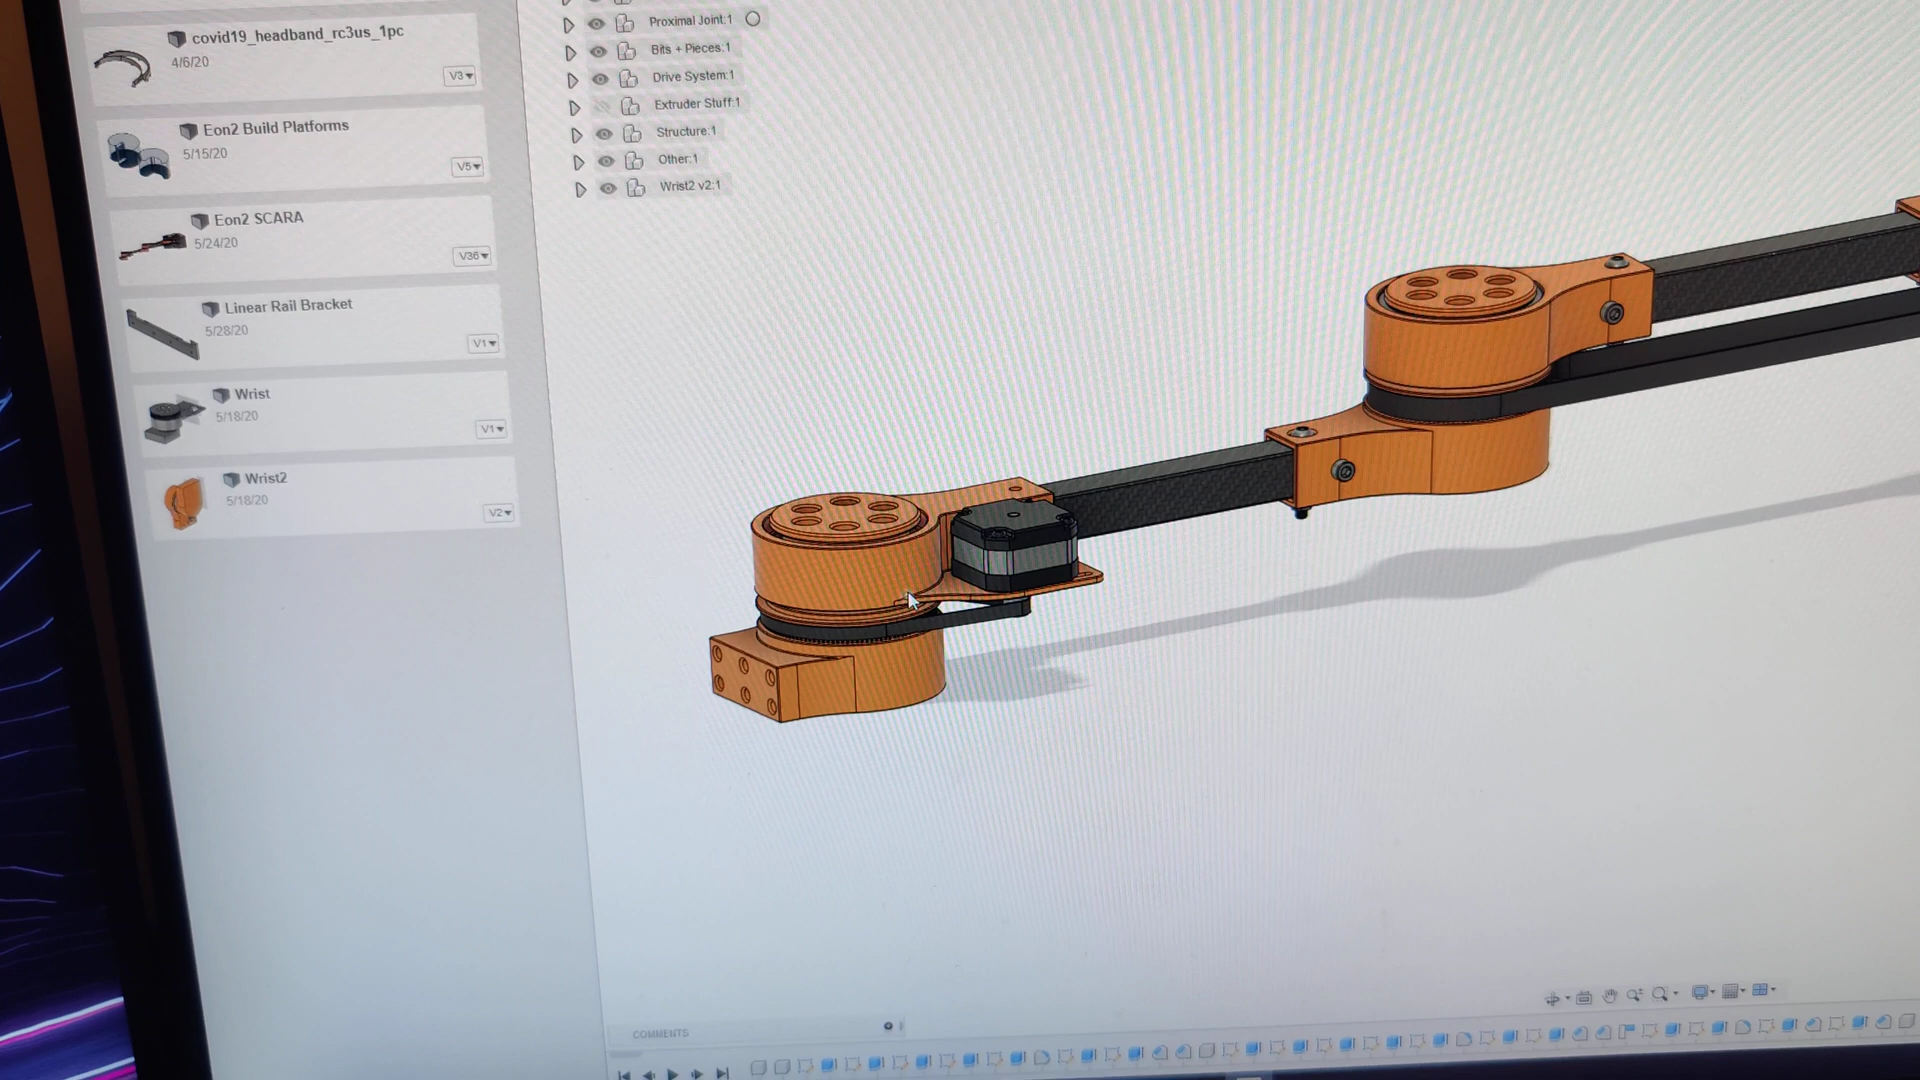 covid19_headband_rc3us_1pc
4/6/20
V3
Eon2 Build Platforms
5/15/20
V5
Eon2 SCARA
5/24/20
V36
Linear Rail Bracket
5/28/20
V1
Wrist
5/18/20
V1
Wrist2
5/18/20
V2
Proximal Joint:1
Bits + Pieces:1
Drive System:1
Extruder Stuff:1
Structure:1
Other:1
Wrist2 v2:1
COMMENTS